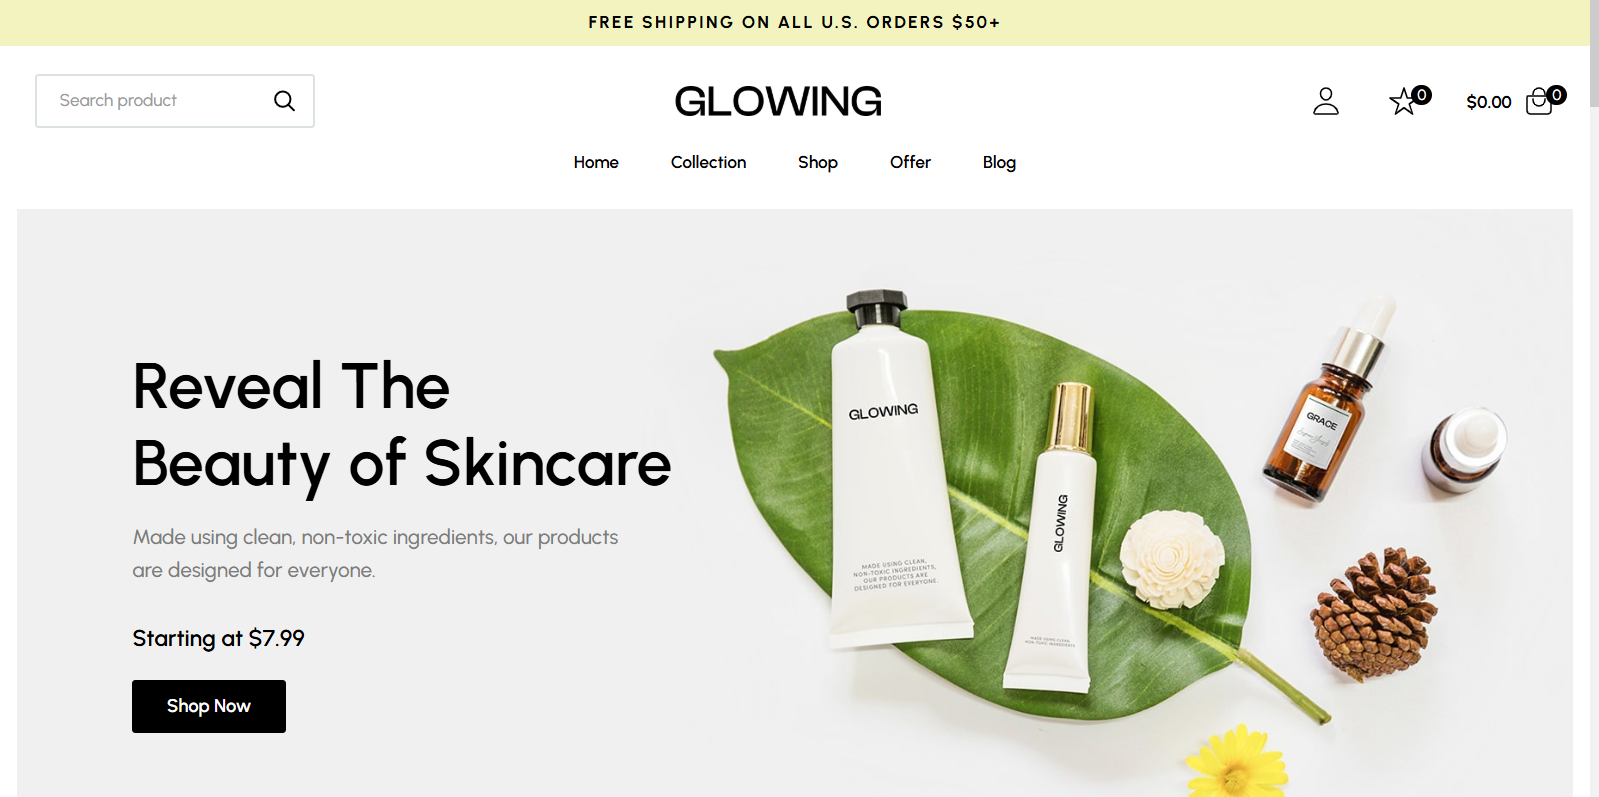 FREE SHIPPING ON ALL U.S. ORDERS $50+
Search product
GLOWING
0
$0.00
0
Home
Collection
Shop
Offer
Blog
Reveal The
Beauty of Skincare
Made using clean, non-toxic ingredients, our products
are designed for everyone.
Starting at $7.99
Shop Now
GLOWING
MADE USING CLEAN,
NON-TOXIC INGREDIENTS,
OUR PRODUCTS ARE
DESIGNED FOR EVERYONE.
GLOWING
MADE USING CLEAN,
NON-TOXIC INGREDIENTS
GRACE